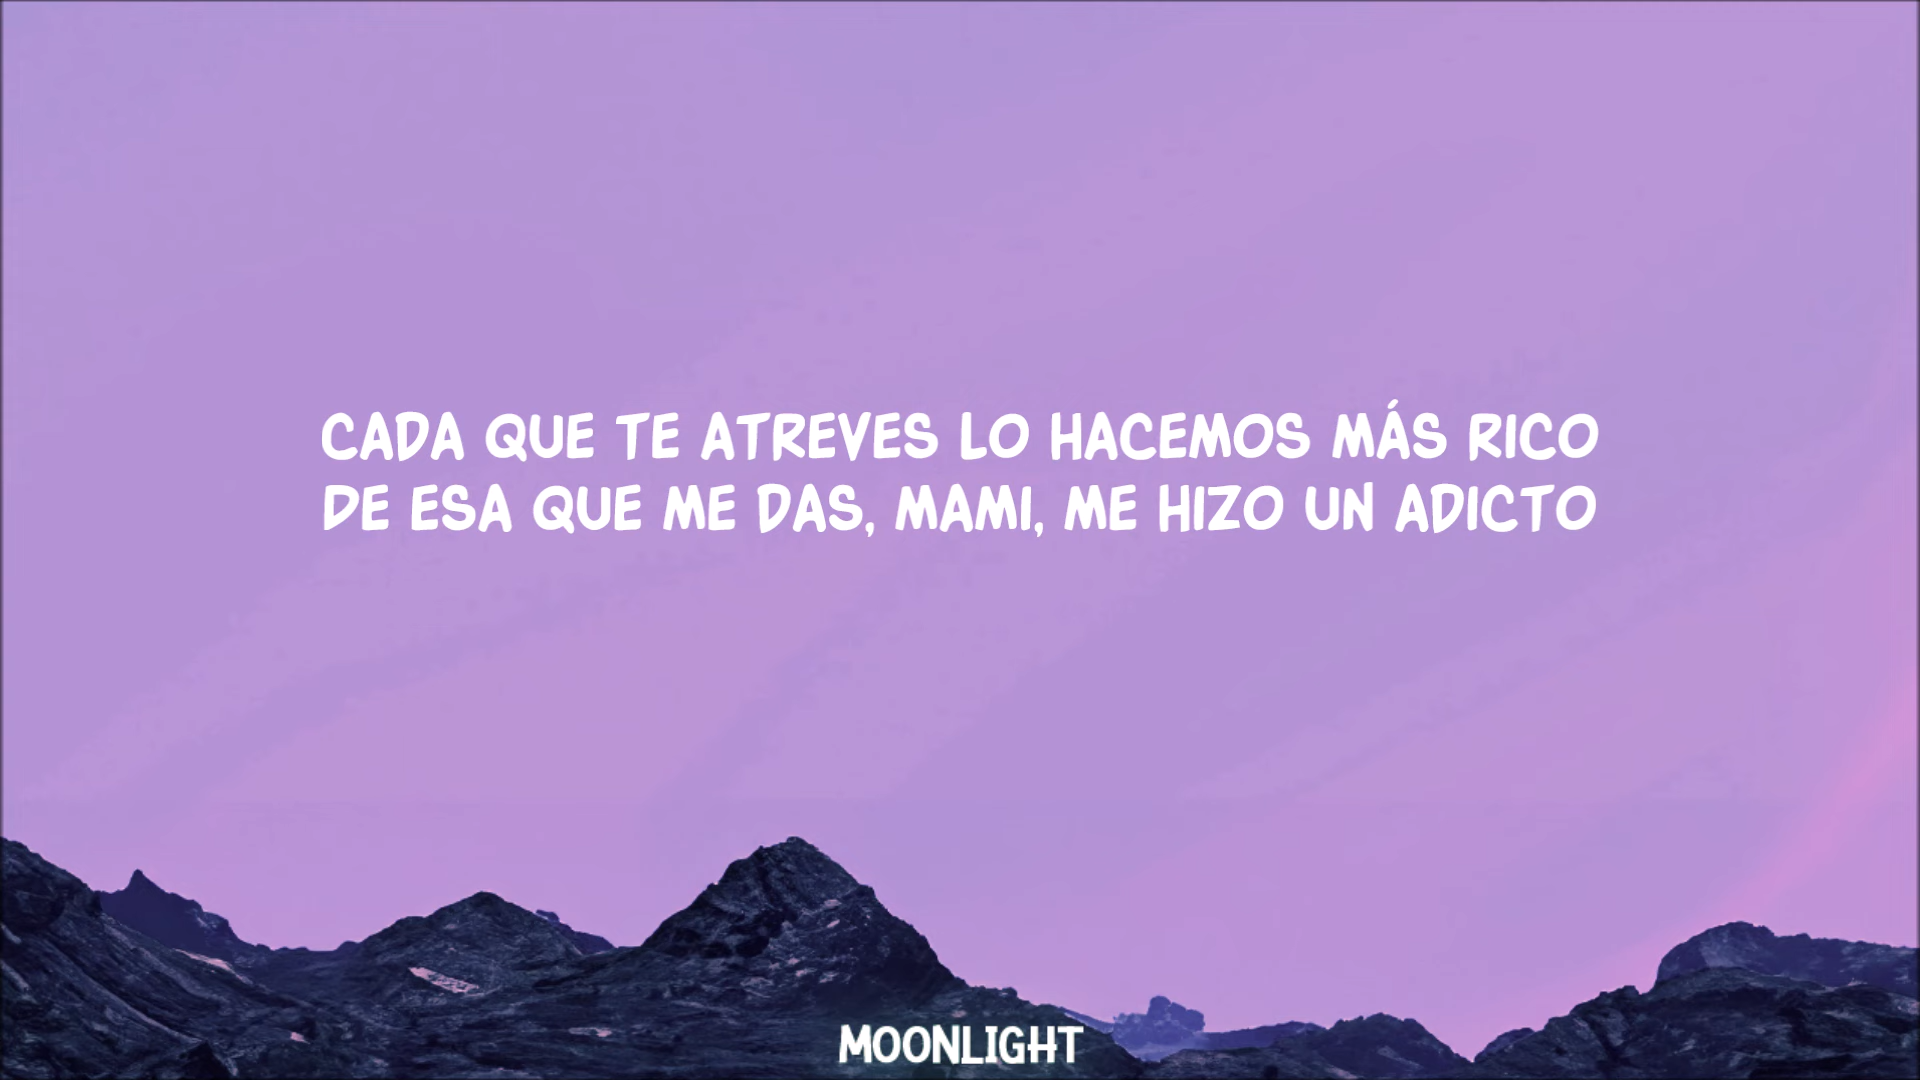 CADA QUE TE ATREVES LO HACEMOS MÁS RICO
DE ESA QUE ME DAS, MAMI, ME HIZO UN ADICTO
MOONLIGHT